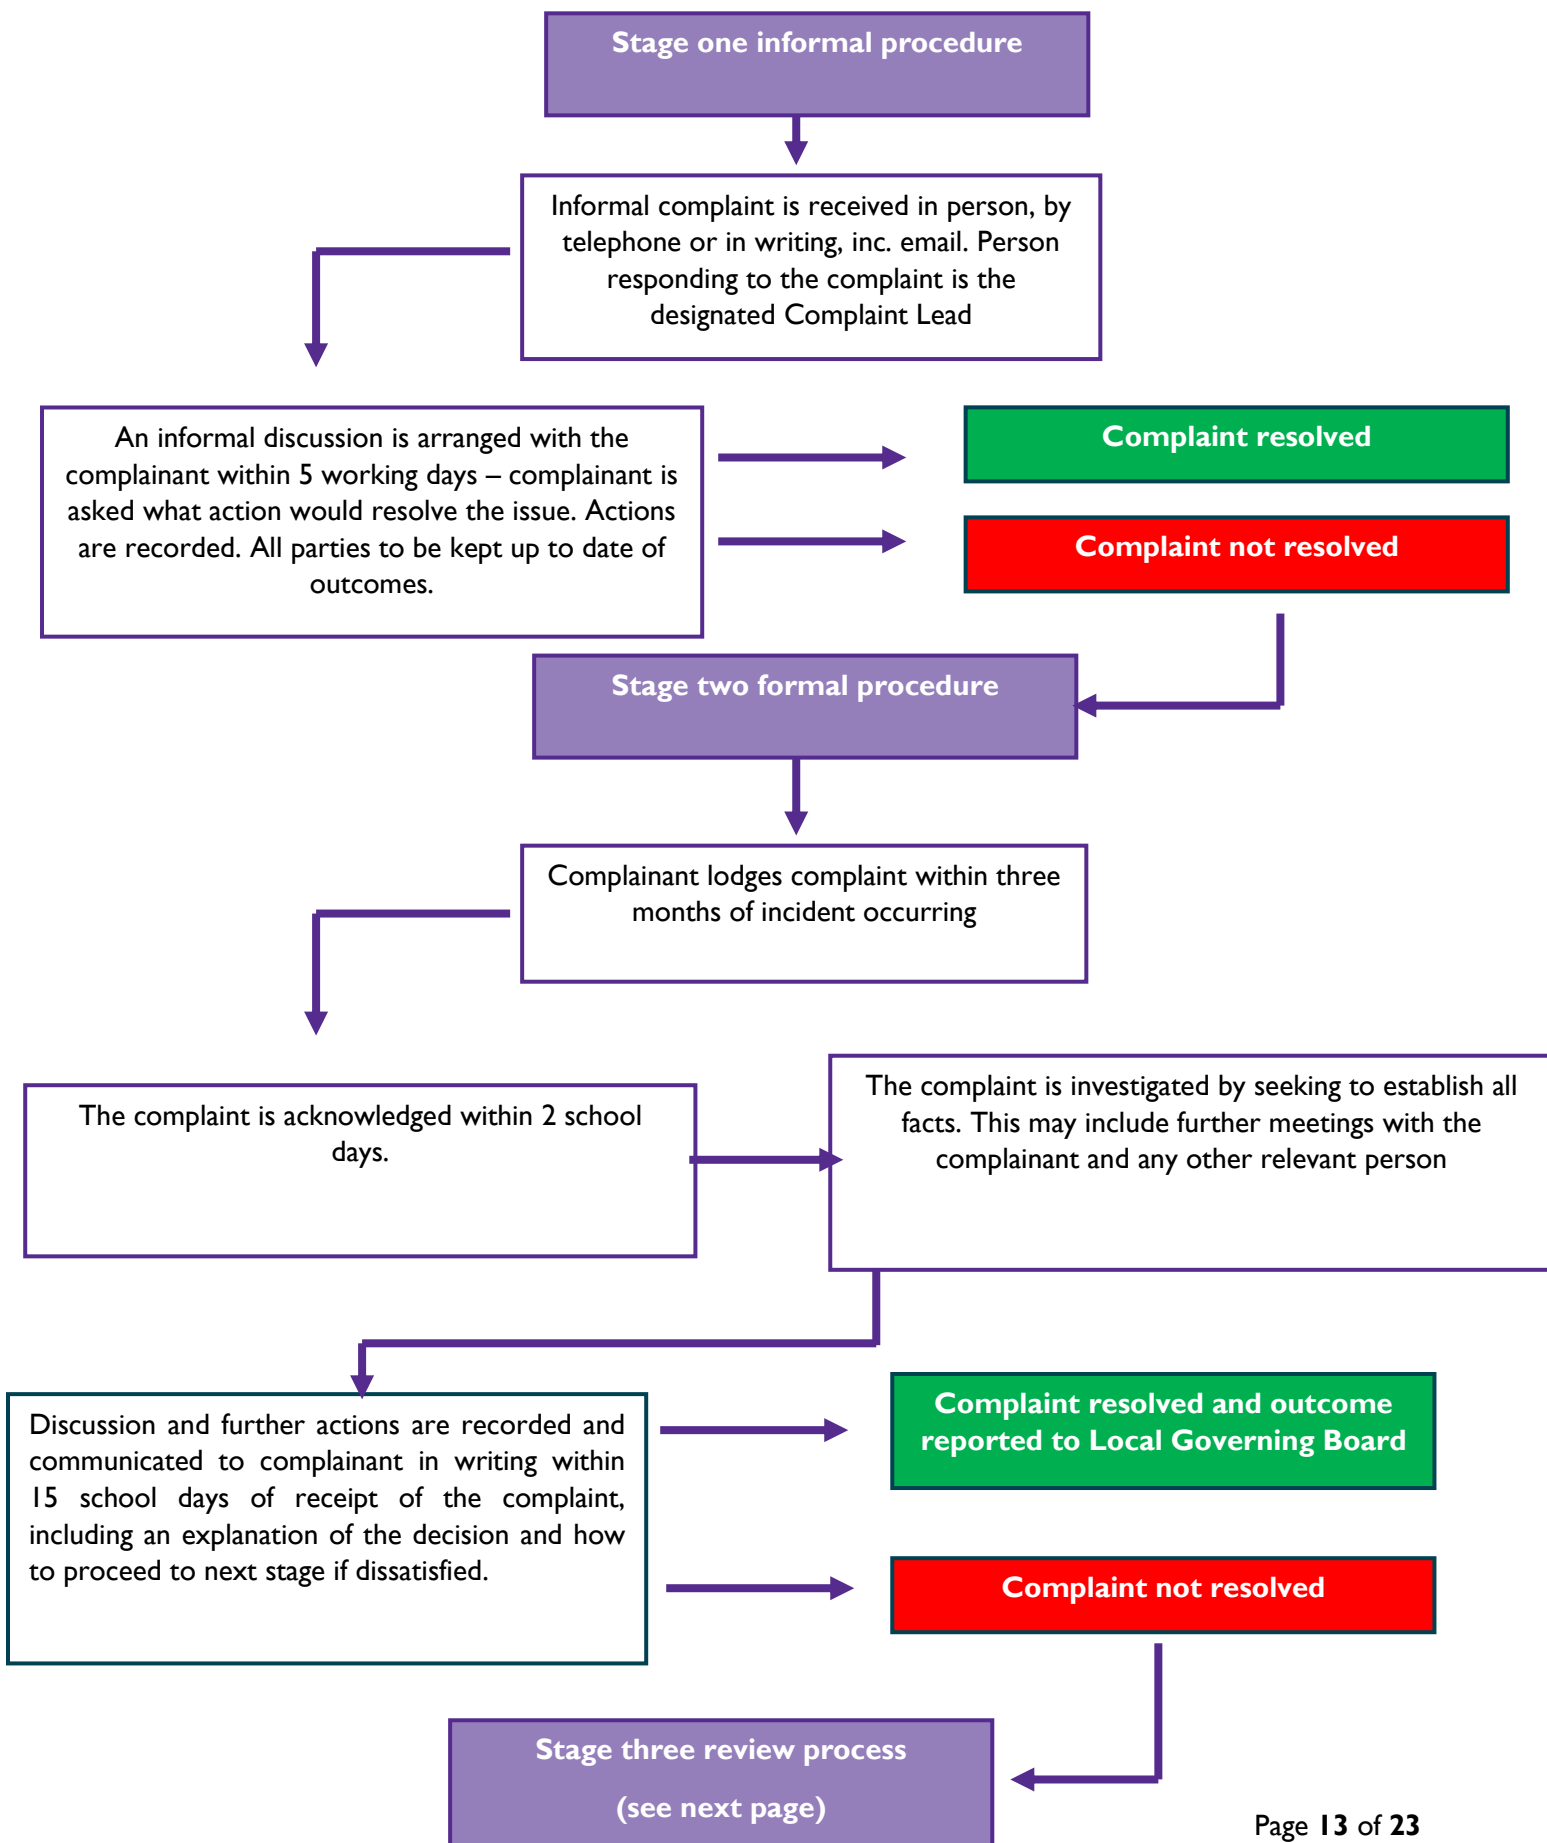 Stage one informal procedure
Informal complaint is received in person, by
telephone or in writing, inc. email. Person
responding to the complaint is the
designated Complaint Lead
An informal discussion is arranged with the
complainant within 5 working days – complainant is
asked what action would resolve the issue. Actions
are recorded. All parties to be kept up to date of
outcomes.
Complaint resolved
Complaint not resolved
Stage two formal procedure
Complainant lodges complaint within three
months of incident occurring
The complaint is acknowledged within 2 school
days.
The complaint is investigated by seeking to establish all
facts. This may include further meetings with the
complainant and any other relevant person
Discussion and further actions are recorded and
communicated to complainant in writing within
15 school days of receipt of the complaint,
including an explanation of the decision and how
to proceed to next stage if dissatisfied.
Complaint resolved and outcome
reported to Local Governing Board
Complaint not resolved
Stage three review process
(see next page)
Page 13 of 23